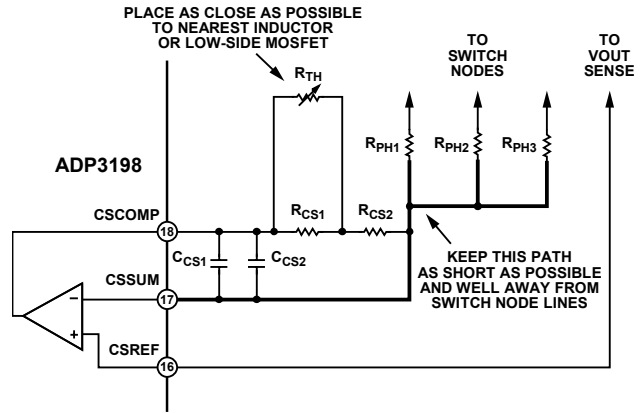 PLACE AS CLOSE AS POSSIBLE
TO NEAREST INDUCTOR
OR LOW-SIDE MOSFET
TO
SWITCH
NODES
TO
VOUT
SENSE
RTH
RPH1
RPH2
RPH3
ADP3198
RCS1
RCS2
CSCOMP
18
CCS1
CCS2
KEEP THIS PATH
AS SHORT AS POSSIBLE
AND WELL AWAY FROM
SWITCH NODE LINES
CSSUM
17
–
+
CSREF
16